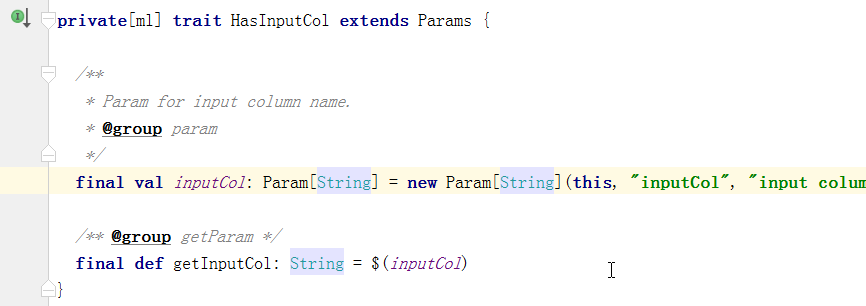 private[ml] trait HasInputCol extends Params {
/**
* Param for input column name.
* @group param
*/
final val inputCol: Param[String] = new Param[String](this, "inputCol", "input colum
/** @group getParam */
final def getInputCol: String = $(inputCol)
}